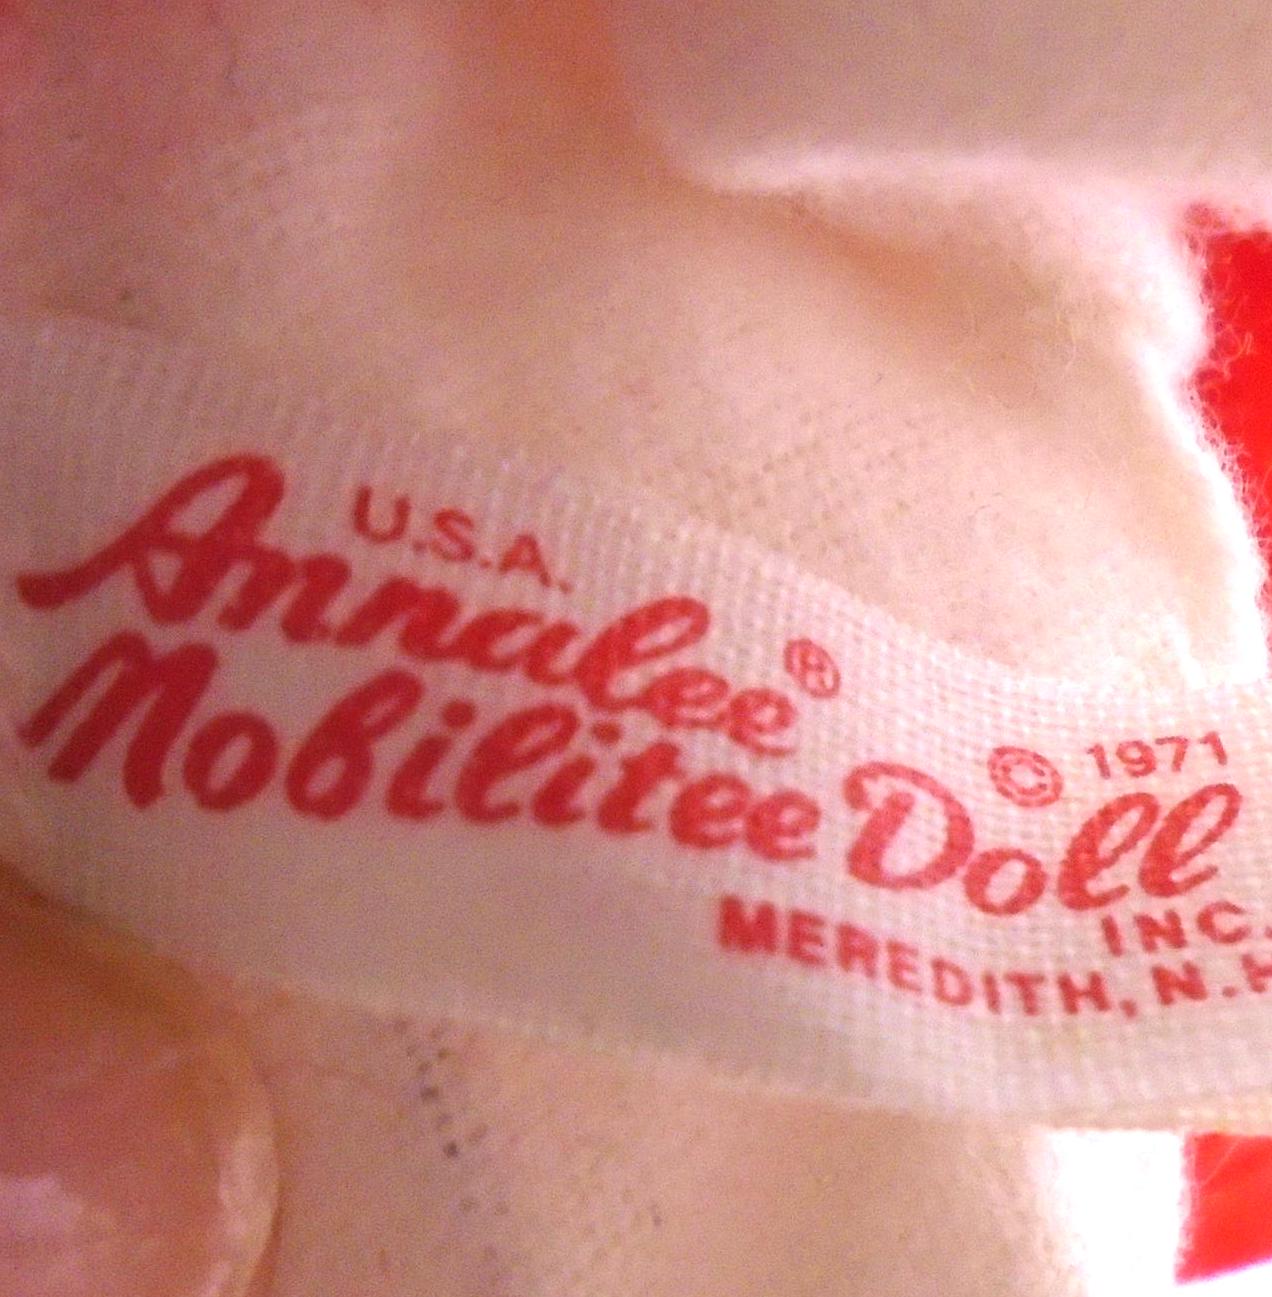 U.S.A.
Annalee®
Mobilitee Doll
© 1971
INC.
MEREDITH, N.H